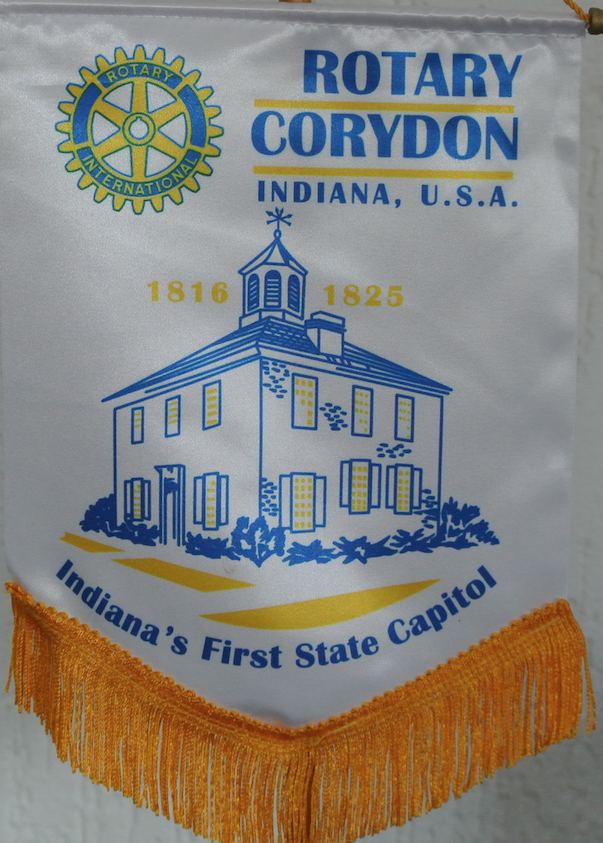 ROTARY
INTERNATIONAL
ROTARY
CORYDON
INDIANA, U.S.A.
1816 1825
Indiana's First State Capitol